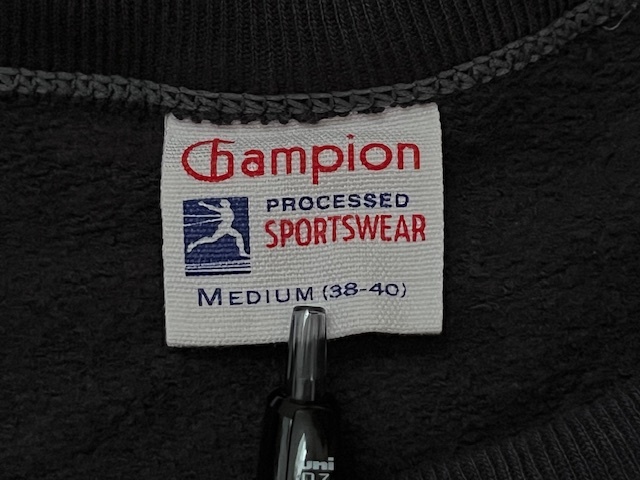 Champion
PROCESSED
SPORTSWEAR
MEDIUM (38-40)
uni